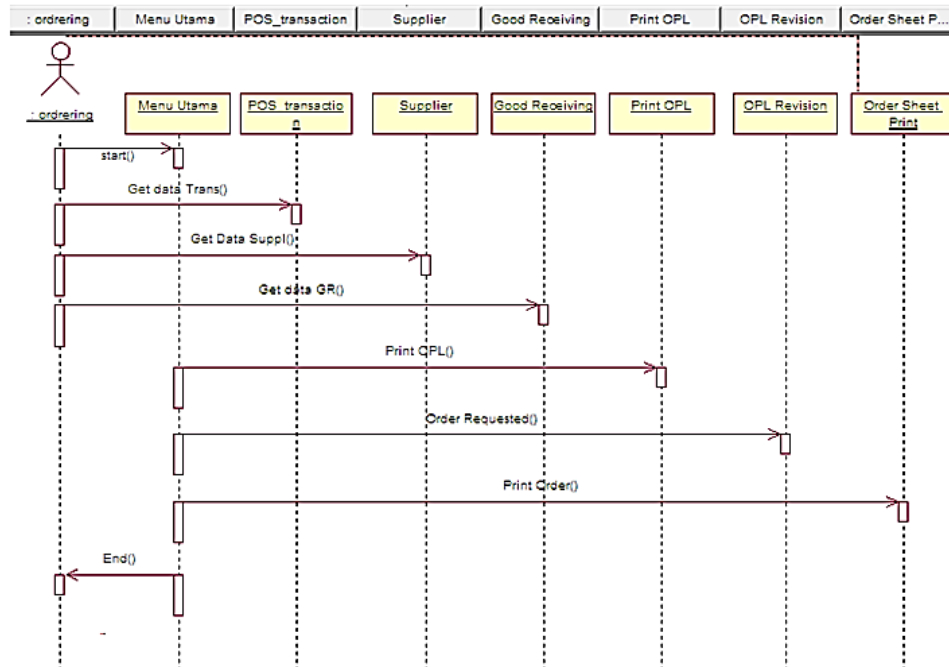 : ordrering
Menu Utama
POS_transaction
Supplier
Good Receiving
Print OPL
OPL Revision
Order Sheet P...
: ordrering
Menu Utama
POS_transactio
n
Supplier
Good Receiving
Print OPL
OPL Revision
Order Sheet
Print
start()
Get data Trans()
Get Data Suppl()
Get data GR()
Print OPL()
Order Requested()
Print Order()
End()